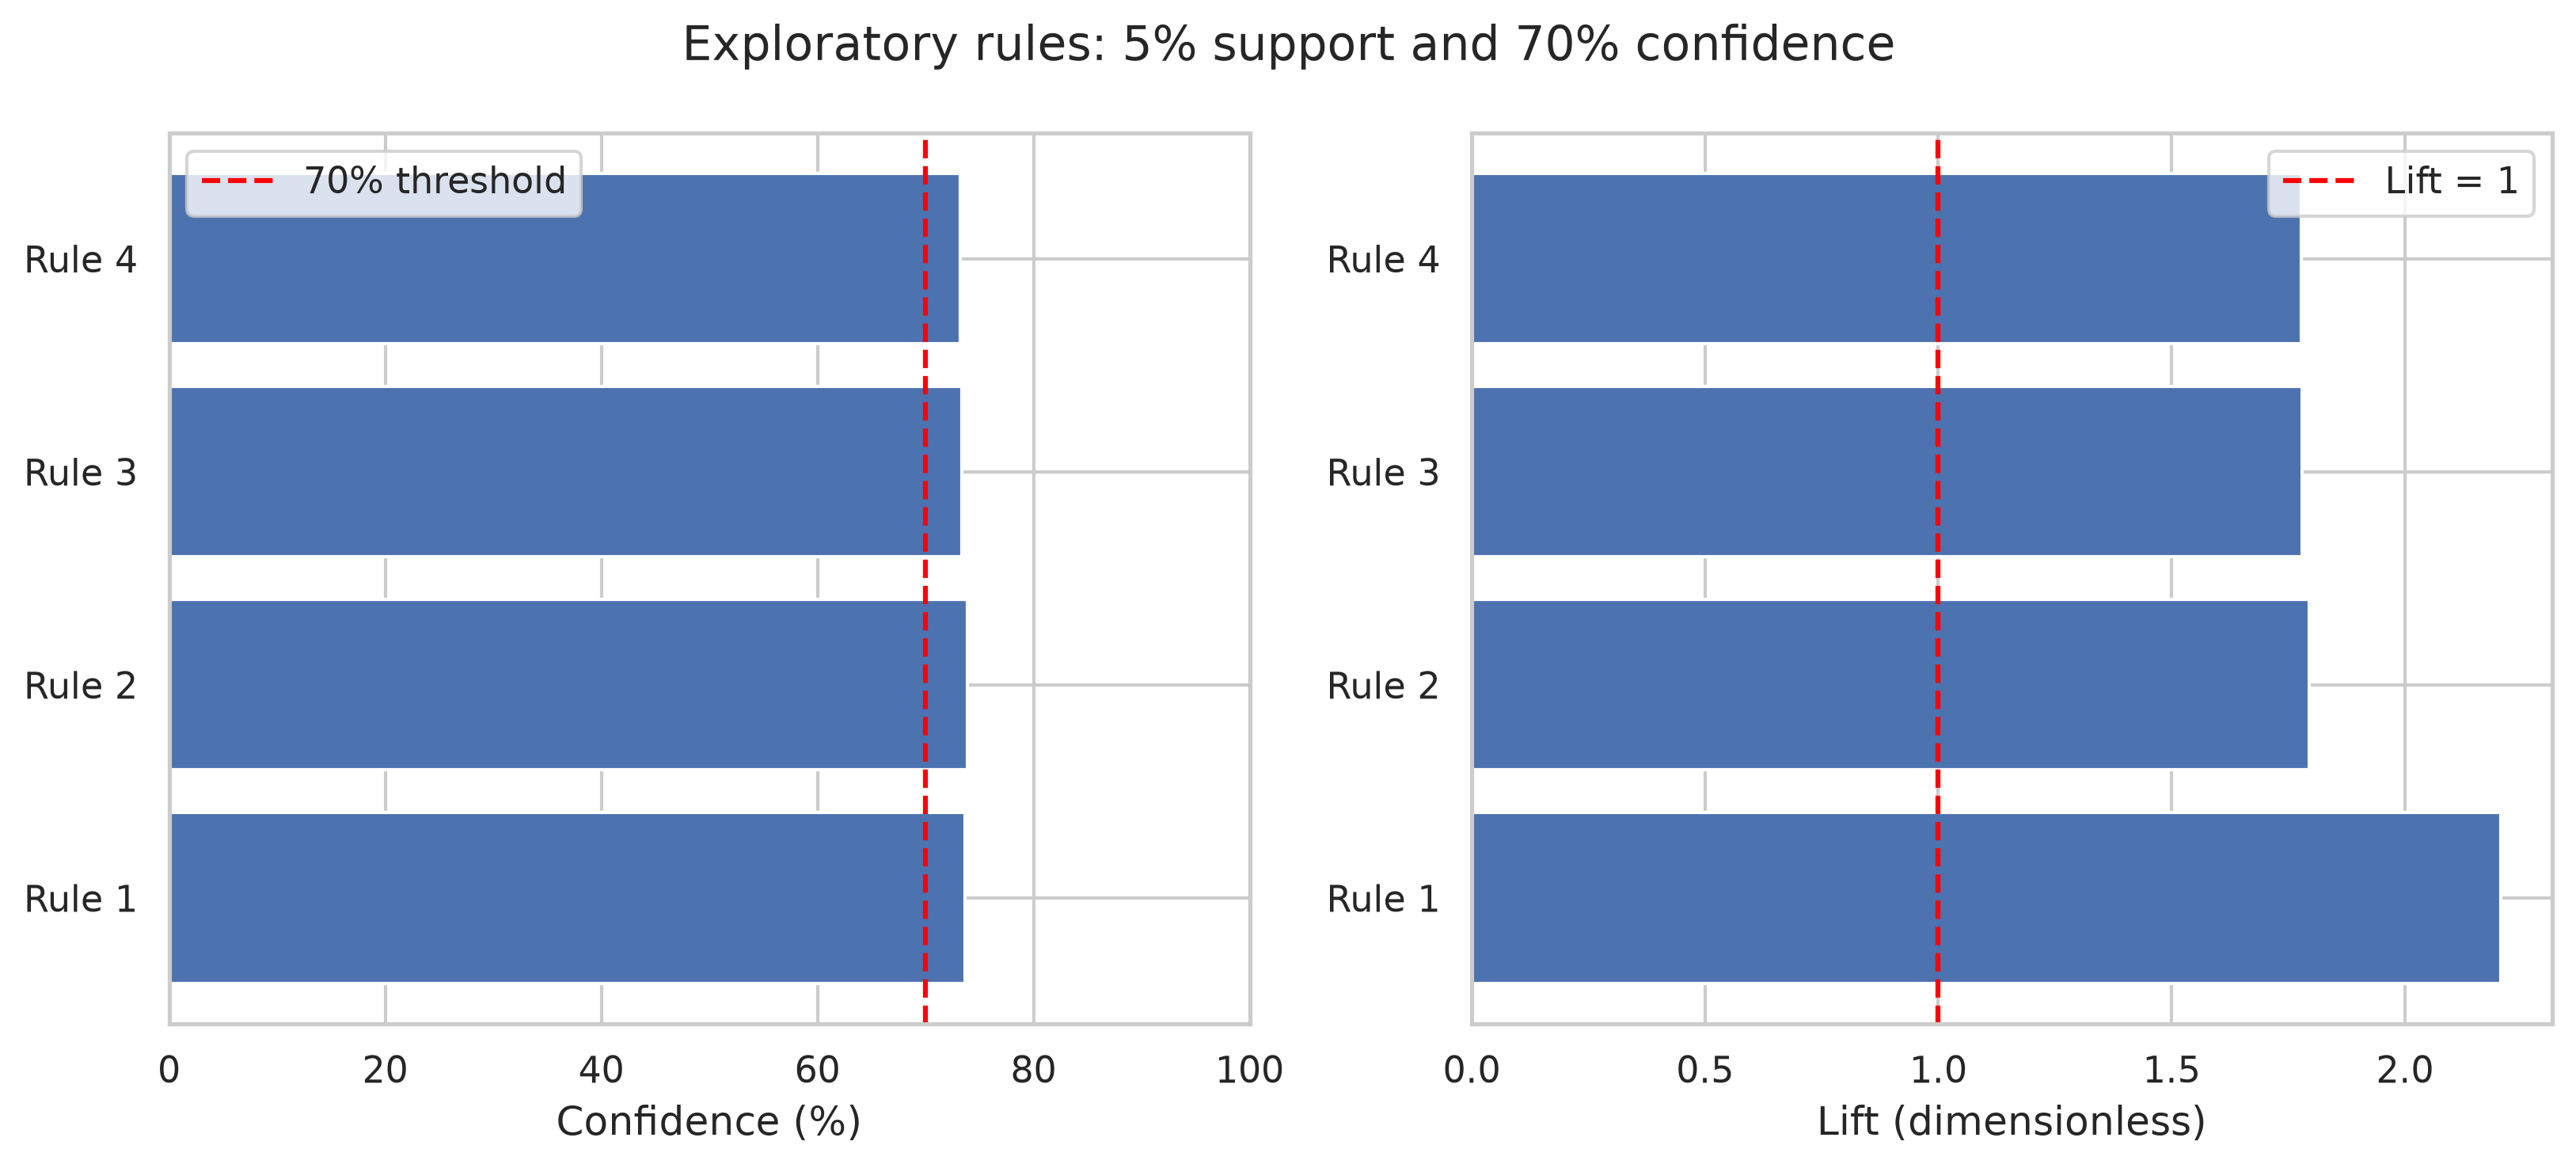 Exploratory rules: 5% support and 70% confidence
70% threshold
Rule 4
Rule 3
Rule 2
Rule 1
0 20 40 60 80 100
Confidence (%)
Lift = 1
Rule 4
Rule 3
Rule 2
Rule 1
0.0 0.5 1.0 1.5 2.0
Lift (dimensionless)